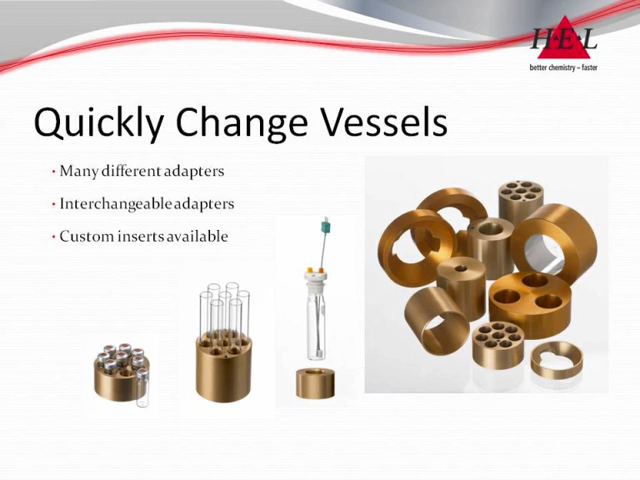 H·E·L
better chemistry – faster
Quickly Change Vessels
• Many different adapters
• Interchangeable adapters
• Custom inserts available